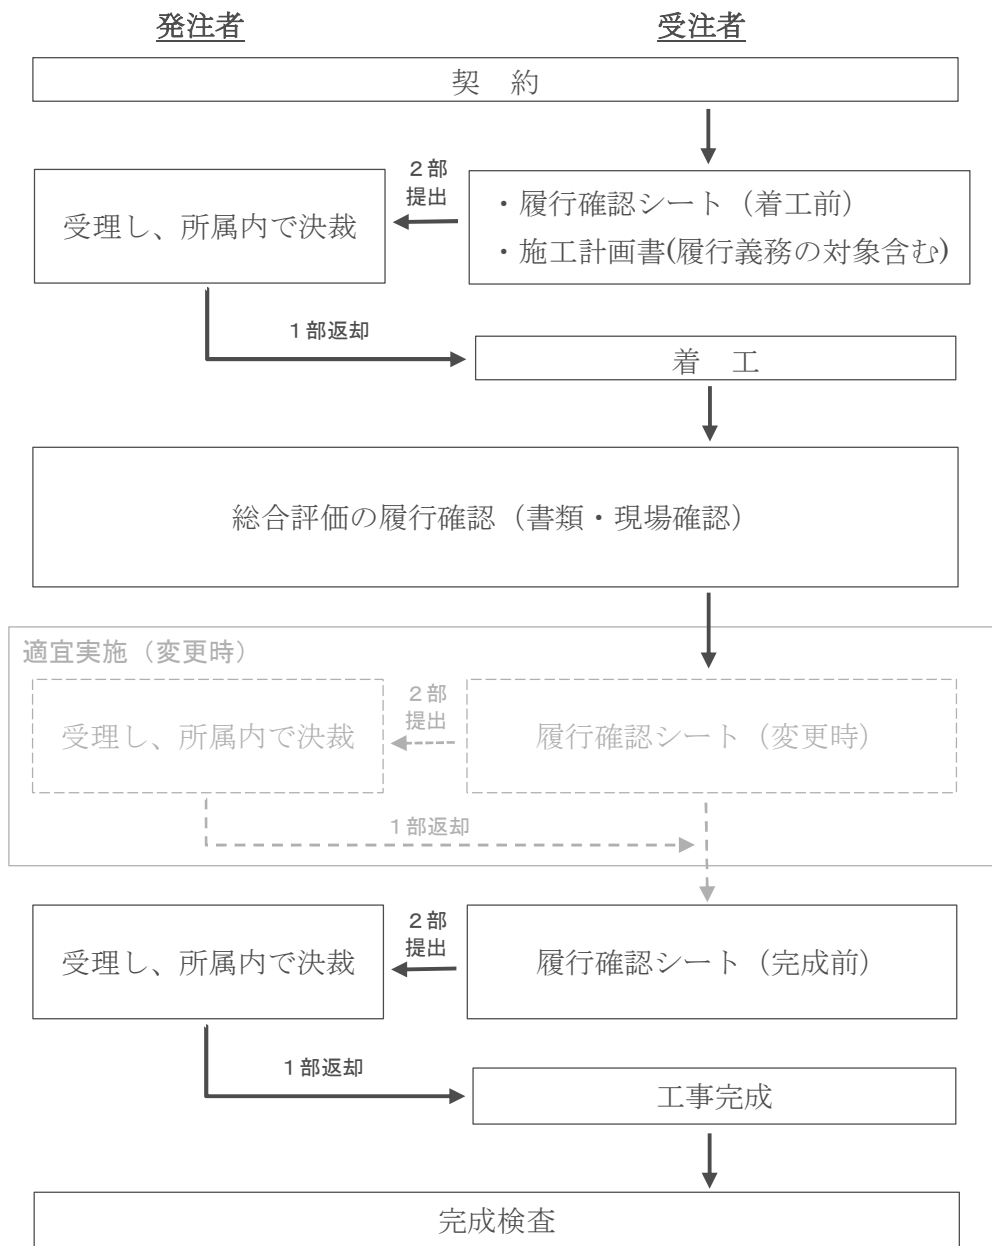 発注者
受注者
契　約
２部
提出
・履行確認シート（着工前）
・施工計画書(履行義務の対象含む)
受理し、所属内で決裁
１部返却
着　工
総合評価の履行確認（書類・現場確認）
適宜実施（変更時）
２部
提出
履行確認シート（変更時）
受理し、所属内で決裁
１部返却
２部
提出
履行確認シート（完成前）
受理し、所属内で決裁
１部返却
工事完成
完成検査